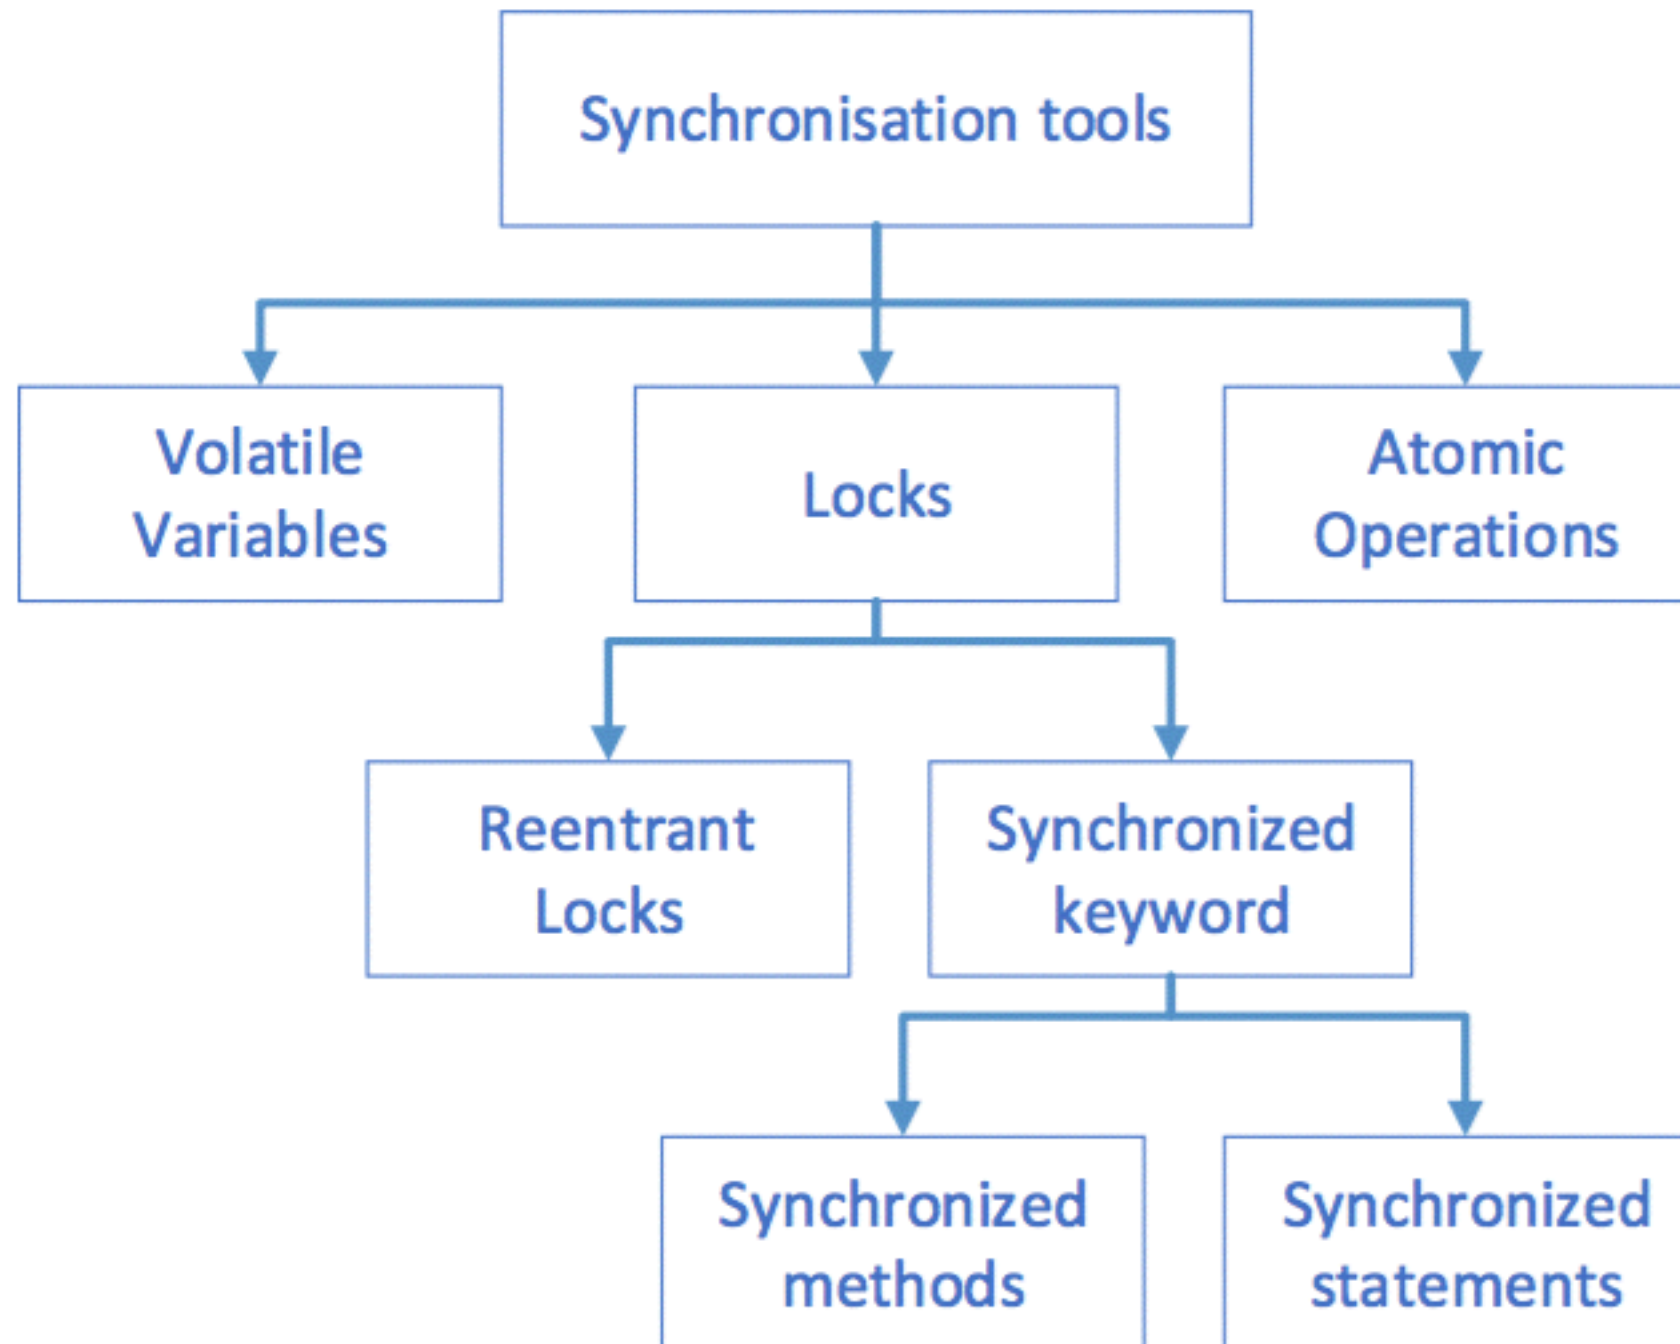 Synchronisation tools
Volatile
Variables
Locks
Atomic
Operations
Reentrant
Locks
Synchronized
keyword
Synchronized
methods
Synchronized
statements